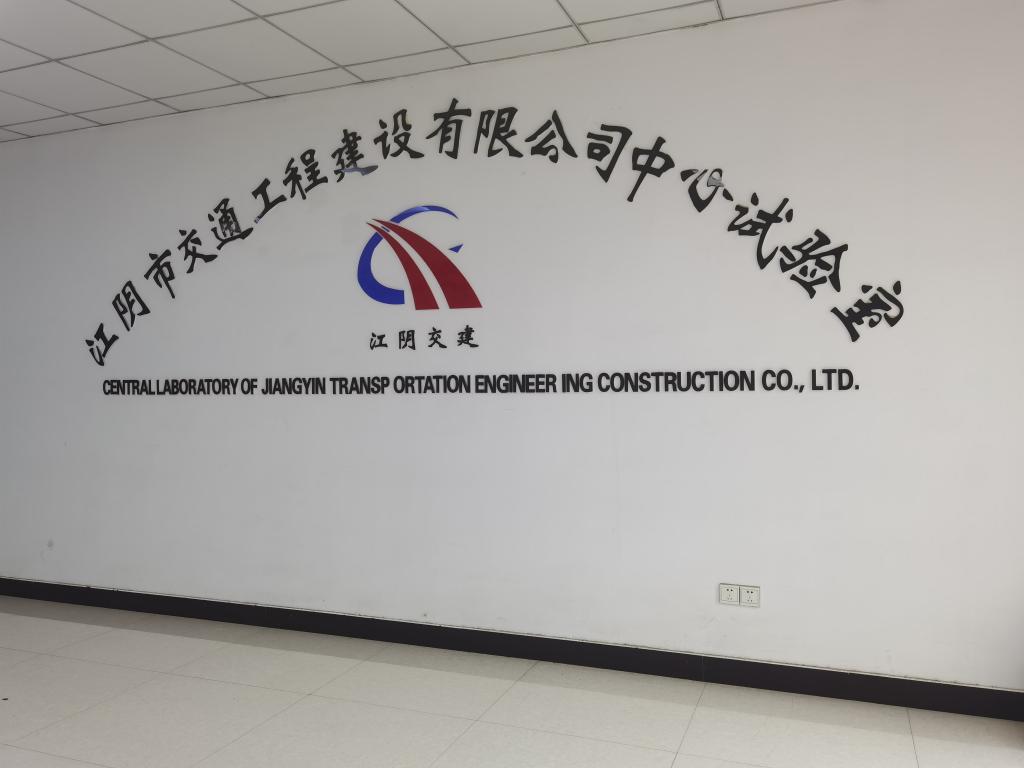 江阴市交通工程建设有限公司中心试验室
江阴交建
CENTRAL LABORATORY OF JIANGYIN TRANSP ORTATION ENGINEER ING CONSTRUCTION CO., LTD.